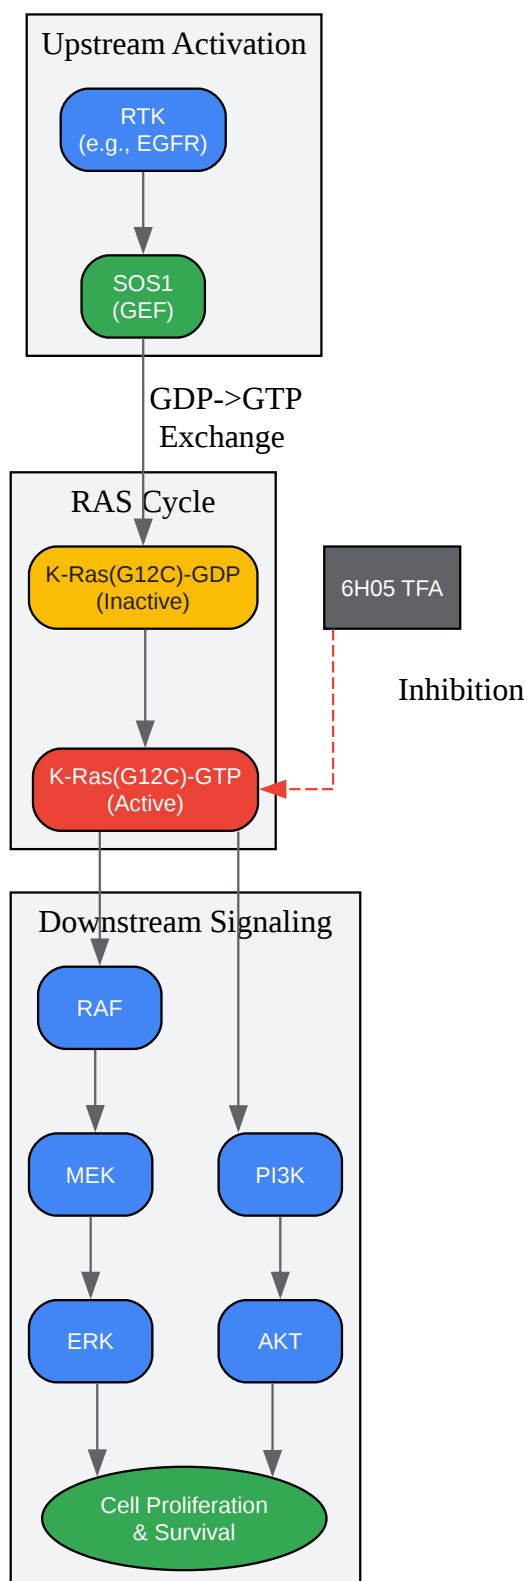 Upstream Activation
RTK
(e.g., EGFR)
SOS1
(GEF)
GDP->GTP
Exchange
RAS Cycle
K-Ras(G12C)-GDP
(Inactive)
6H05 TFA
Inhibition
K-Ras(G12C)-GTP
(Active)
Downstream Signaling
RAF
MEK
PI3K
ERK
AKT
Cell Proliferation
& Survival